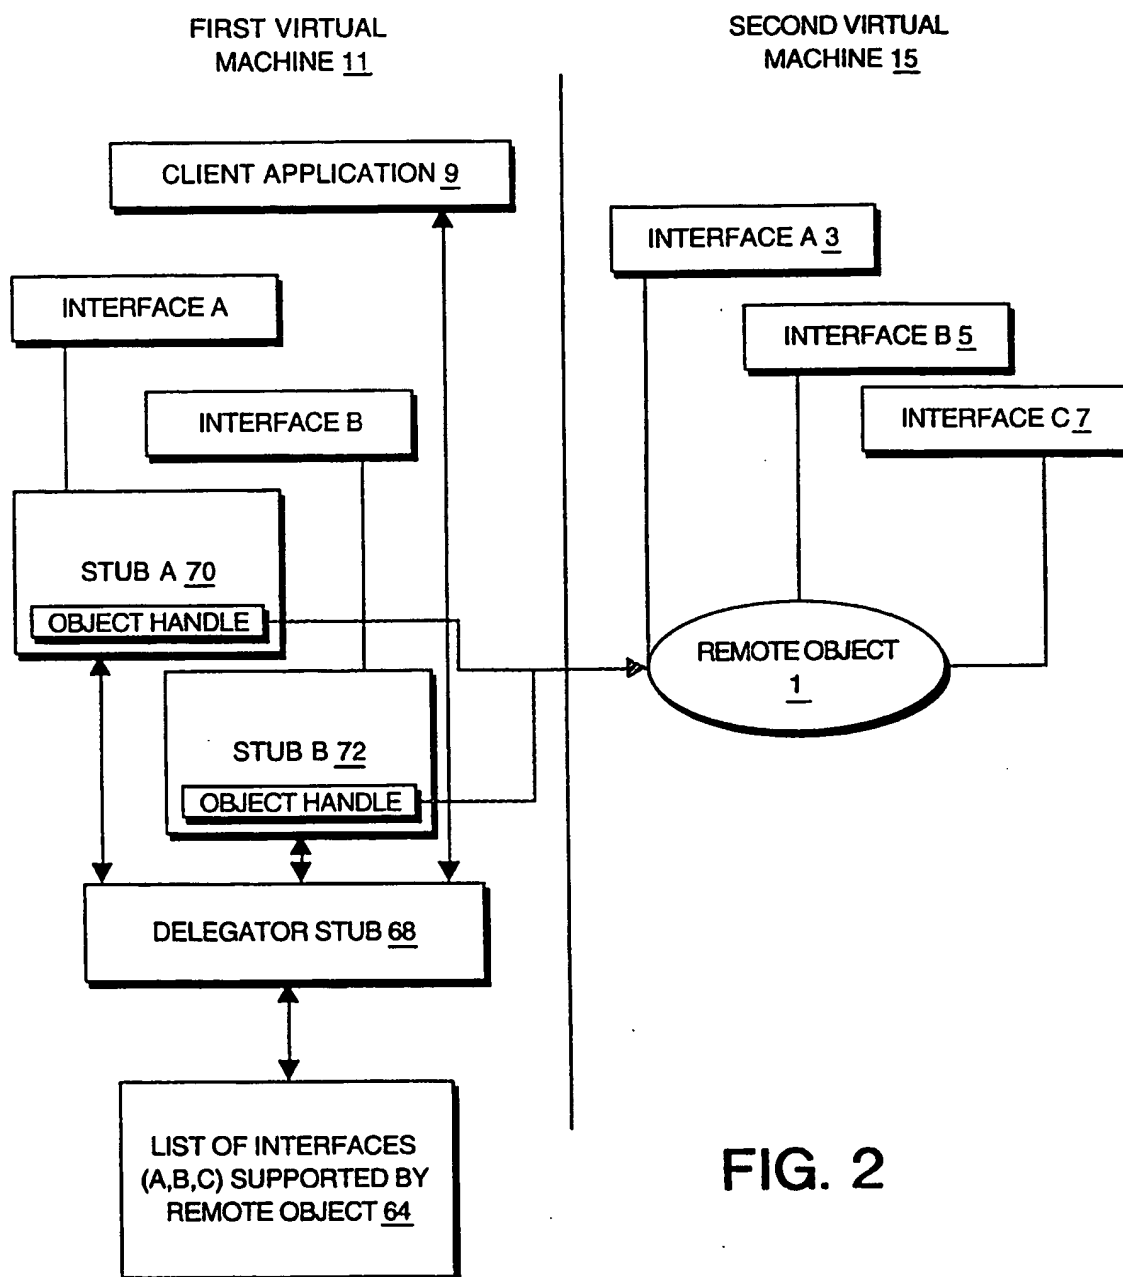 FIRST VIRTUAL
MACHINE 11
SECOND VIRTUAL
MACHINE 15
CLIENT APPLICATION 9
INTERFACE A 3
INTERFACE A
INTERFACE B 5
INTERFACE B
INTERFACE C 7
STUB A 70
OBJECT HANDLE
REMOTE OBJECT
1
STUB B 72
OBJECT HANDLE
DELEGATOR STUB 68
LIST OF INTERFACES
(A,B,C) SUPPORTED BY
REMOTE OBJECT 64
FIG. 2